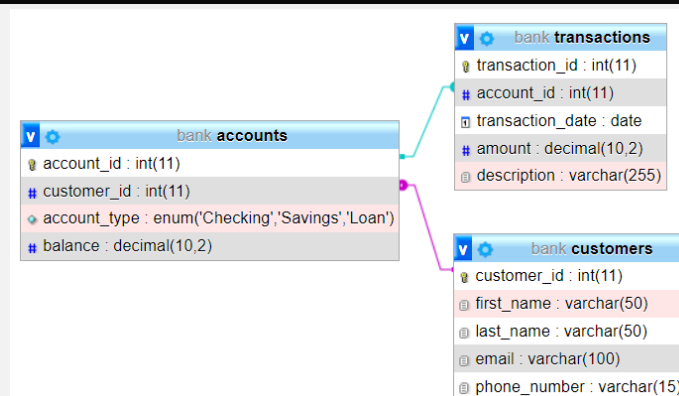 bank accounts
account_id : int(11)
customer_id : int(11)
account_type : enum('Checking','Savings','Loan')
balance : decimal(10,2)
bank transactions
transaction_id : int(11)
account_id : int(11)
transaction_date : date
amount : decimal(10,2)
description : varchar(255)
bank customers
customer_id : int(11)
first_name : varchar(50)
last_name : varchar(50)
email : varchar(100)
phone_number : varchar(15)